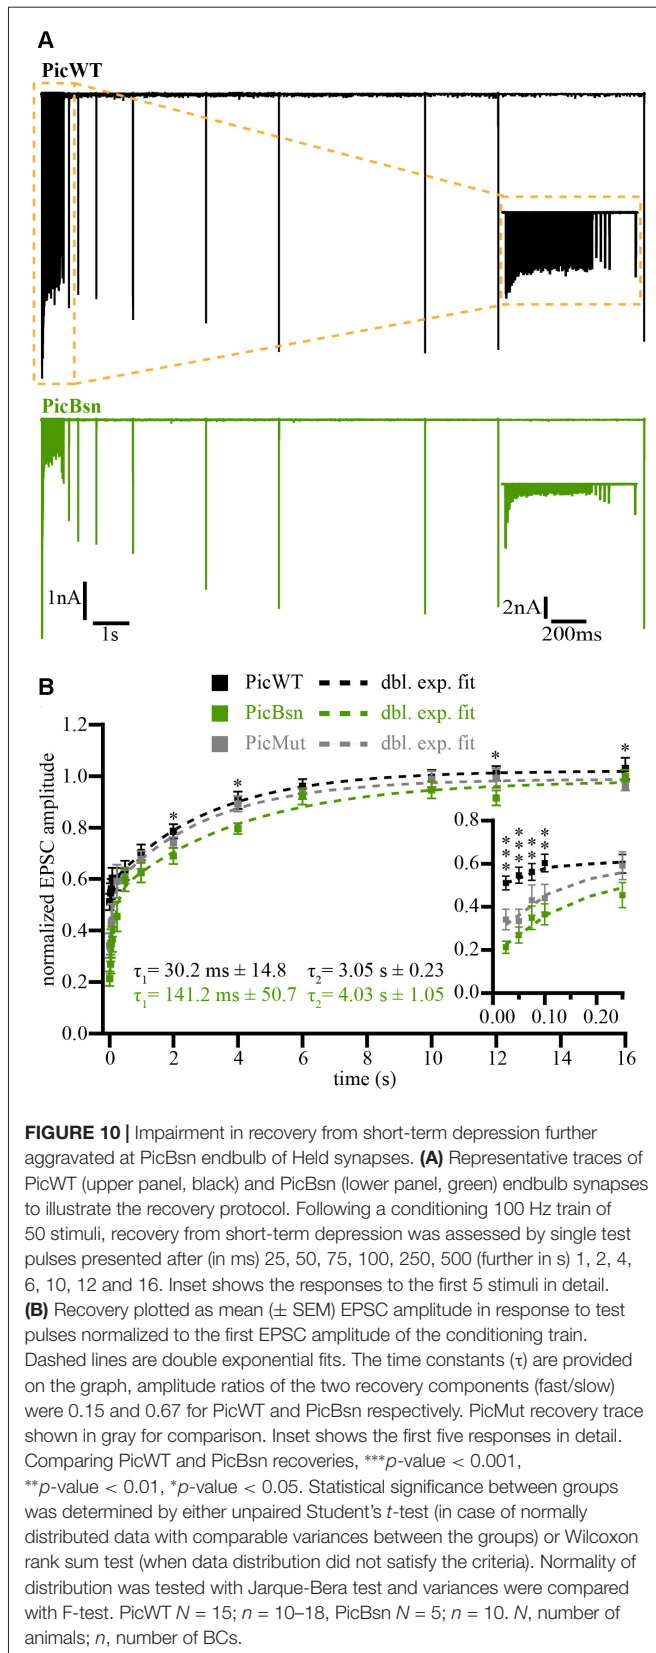 A
PicWT
PicBsn
1nA
1s
2nA
200ms
B
PicWT dbl. exp. fit
PicBsn dbl. exp. fit
PicMut dbl. exp. fit
normalized EPSC amplitude
1.2
1.0
0.8
0.6
0.4
0.2
0.0
* * * *
τ1= 30.2 ms ± 14.8 τ2= 3.05 s ± 0.23
τ1= 141.2 ms ± 50.7 τ2= 4.03 s ± 1.05
0.8
0.6
0.4
0.2
0.0
*** *** *** **
0.00 0.10 0.20
0 2 4 6 8 10 12 14 16
time (s)
FIGURE 10 | Impairment in recovery from short-term depression further
aggravated at PicBsn endbulb of Held synapses. (A) Representative traces of
PicWT (upper panel, black) and PicBsn (lower panel, green) endbulb synapses
to illustrate the recovery protocol. Following a conditioning 100 Hz train of
50 stimuli, recovery from short-term depression was assessed by single test
pulses presented after (in ms) 25, 50, 75, 100, 250, 500 (further in s) 1, 2, 4,
6, 10, 12 and 16. Inset shows the responses to the first 5 stimuli in detail.
(B) Recovery plotted as mean (± SEM) EPSC amplitude in response to test
pulses normalized to the first EPSC amplitude of the conditioning train.
Dashed lines are double exponential fits. The time constants (τ) are provided
on the graph, amplitude ratios of the two recovery components (fast/slow)
were 0.15 and 0.67 for PicWT and PicBsn respectively. PicMut recovery trace
shown in gray for comparison. Inset shows the first five responses in detail.
Comparing PicWT and PicBsn recoveries, ***p-value < 0.001,
**p-value < 0.01, *p-value < 0.05. Statistical significance between groups
was determined by either unpaired Student's t-test (in case of normally
distributed data with comparable variances between the groups) or Wilcoxon
rank sum test (when data distribution did not satisfy the criteria). Normality of
distribution was tested with Jarque-Bera test and variances were compared
with F-test. PicWT N = 15; n = 10–18, PicBsn N = 5; n = 10. N, number of
animals; n, number of BCs.